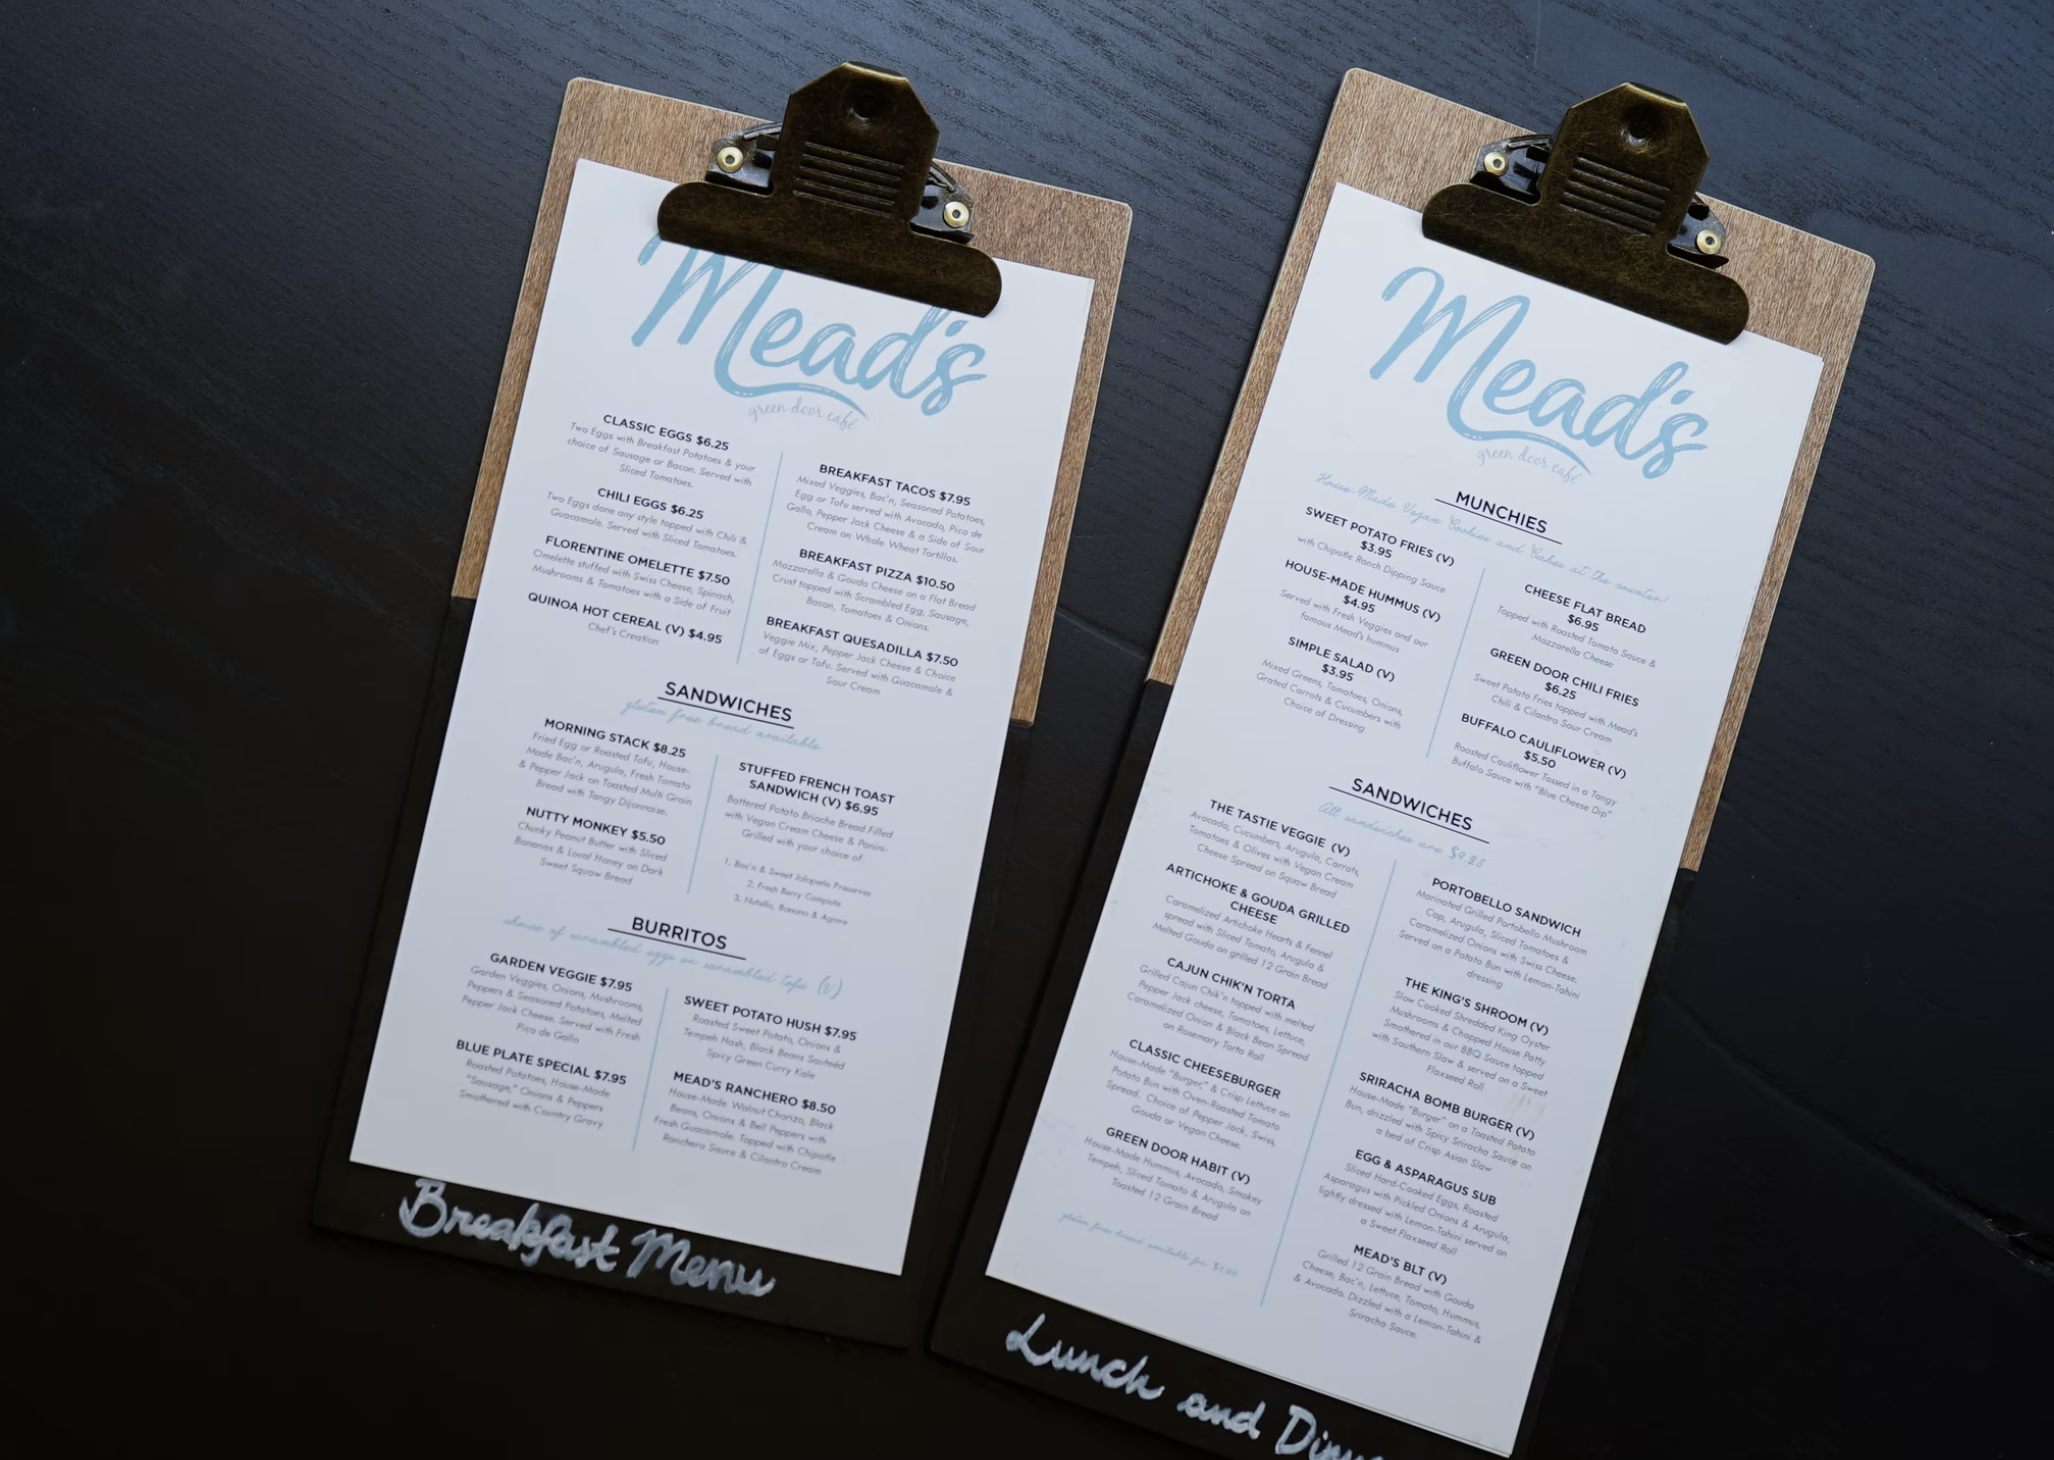 Mead's
green door café
CLASSIC EGGS $6.25
Two Eggs with Breakfast Potatoes & your
choice of Sausage or Bacon. Served with
Sliced Tomatoes.
CHILI EGGS $6.25
Two Eggs done any style topped with Chili &
Guacamole. Served with Sliced Tomatoes.
FLORENTINE OMELETTE $7.50
Omelette stuffed with Swiss Cheese, Spinach,
Mushrooms & Tomatoes with a Side of Fruit
QUINOA HOT CEREAL (V) $4.95
Chef's Creation
BREAKFAST TACOS $7.95
Mixed Veggies, Bac'n, Seasoned Potatoes,
Egg or Tofu served with Avocado, Pico de
Gallo, Pepper Jack Cheese & a Side of Sour
Cream on Whole Wheat Tortillas.
BREAKFAST PIZZA $10.50
Mozzarella & Gouda Cheese on a Flat Bread
Crust topped with Scrambled Egg, Sausage,
Bacon, Tomatoes & Onions.
BREAKFAST QUESADILLA $7.50
Veggie Mix, Pepper Jack Cheese & Choice
of Eggs or Tofu. Served with Guacamole &
Sour Cream
SANDWICHES
gluten free bread available
MORNING STACK $8.25
Fried Egg or Roasted Tofu, House-
Made Bac'n, Arugula, Fresh Tomato
& Pepper Jack on Toasted Multi Grain
Bread with Tangy Dijonnaise.
NUTTY MONKEY $5.50
Chunky Peanut Butter with Sliced
Bananas & Local Honey on Dark
Sweet Squaw Bread
STUFFED FRENCH TOAST
SANDWICH (V) $6.95
Battered Potato Brioche Bread Filled
with Vegan Cream Cheese & Panini-
Grilled with your choice of:
1. Bac'n & Sweet Jalapeño Preserves
2. Fresh Berry Compote
3. Nutella, Banana & Agave
BURRITOS
choice of scrambled eggs or scrambled tofu (v)
GARDEN VEGGIE $7.95
Garden Veggies, Onions, Mushrooms,
Peppers & Seasoned Potatoes, Melted
Pepper Jack Cheese. Served with Fresh
Pico de Gallo
BLUE PLATE SPECIAL $7.95
Roasted Potatoes, House-Made
"Sausage," Onions & Peppers
Smothered with Country Gravy
SWEET POTATO HUSH $7.95
Roasted Sweet Potato, Onions &
Tempeh Hash, Black Beans Sautéed
Spicy Green Curry Kale
MEAD'S RANCHERO $8.50
House-Made Walnut Chorizo, Black
Beans, Onions & Bell Peppers with
Fresh Guacamole. Topped with Chipotle
Ranchero Sauce & Cilantro Cream
Breakfast Menu
Mead's
green door café
MUNCHIES
House-Made Vegan Cookies and Cakes at the counter!
SWEET POTATO FRIES (V)
$3.95
with Chipotle Ranch Dipping Sauce
HOUSE-MADE HUMMUS (V)
$4.95
Served with Fresh Veggies and our
famous Mead's hummus
SIMPLE SALAD (V)
$3.95
Mixed Greens, Tomatoes, Onions,
Grated Carrots & Cucumbers with
Choice of Dressing
CHEESE FLAT BREAD
$6.95
Topped with Roasted Tomato Sauce &
Mozzarella Cheese
GREEN DOOR CHILI FRIES
$6.25
Sweet Potato Fries topped with Mead's
Chili & Cilantro Sour Cream
BUFFALO CAULIFLOWER (V)
$5.50
Roasted Cauliflower Tossed in a Tangy
Buffalo Sauce with "Blue Cheese Dip"
SANDWICHES
All sandwiches are $9.25
THE TASTIE VEGGIE (V)
Avocado, Cucumbers, Arugula, Carrots,
Tomatoes & Olives with Vegan Cream
Cheese Spread on Squaw Bread
ARTICHOKE & GOUDA GRILLED
CHEESE
Caramelized Artichoke Hearts & Fennel
spread with Sliced Tomato, Arugula &
Melted Gouda on grilled 12 Grain Bread
CAJUN CHIK'N TORTA
Grilled Cajun Chik'n topped with melted
Pepper Jack cheese, Tomatoes, Lettuce,
Caramelized Onion & Black Bean Spread
on Rosemary Torta Roll
CLASSIC CHEESEBURGER
House-Made "Burger," & Crisp Lettuce on
Potato Bun with Oven-Roasted Tomato
Spread. Choice of Pepper Jack, Swiss,
Gouda or Vegan Cheese.
GREEN DOOR HABIT (V)
House-Made Hummus, Avocado, Smokey
Tempeh, Sliced Tomato & Arugula on
Toasted 12 Grain Bread
gluten free bread available for
PORTOBELLO SANDWICH
Marinated Grilled Portobello Mushroom
Cap, Arugula, Sliced Tomatoes &
Caramelized Onions with Swiss Cheese,
Served on a Potato Bun with Lemon-Tahini
dressing
THE KING'S SHROOM (V)
Slow Cooked Shredded King Oyster
Mushrooms & Chopped House Patty
Smothered in our BBQ Sauce topped
with Southern Slaw & served on a Sweet
Flaxseed Roll
SRIRACHA BOMB BURGER (V)
House-Made "Burger" on a Toasted Potato
Bun, drizzled with Spicy Sriracha Sauce on
a bed of Crisp Asian Slaw
EGG & ASPARAGUS SUB
Sliced Hard-Cooked Eggs, Roasted
Asparagus with Pickled Onions & Arugula,
lightly dressed with Lemon-Tahini served on
a Sweet Flaxseed Roll
MEAD'S BLT (V)
Grilled 12 Grain Bread with Gouda
Cheese, Bac'n, Lettuce, Tomato, Hummus,
& Avocado. Dizzled with a Lemon-Tahini &
Sriracha Sauce.
Lunch and